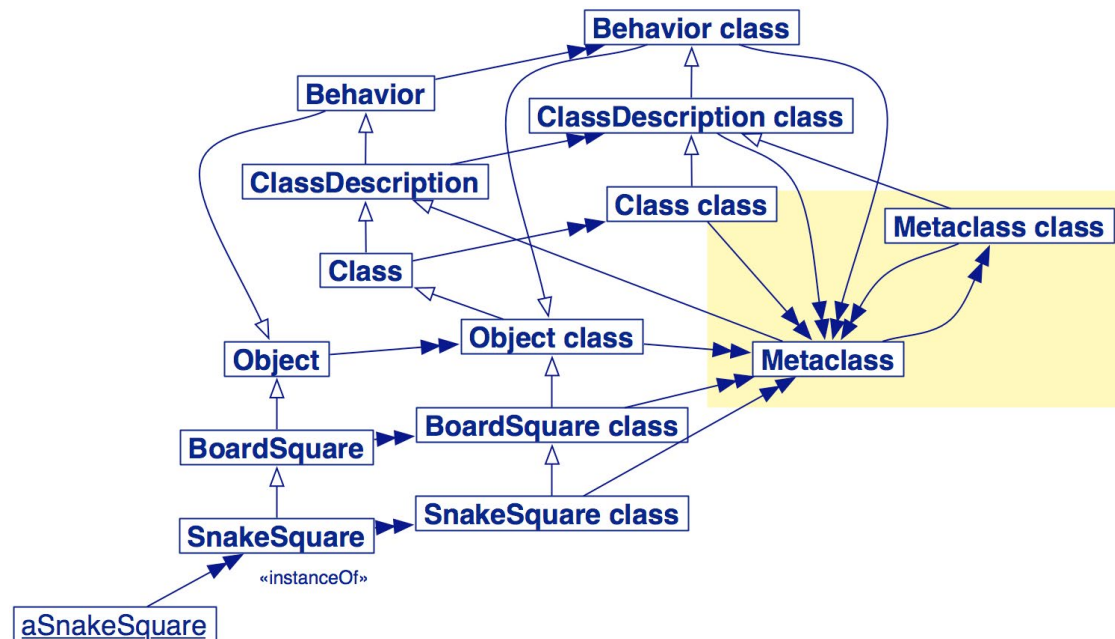 Behavior class
Behavior
ClassDescription class
ClassDescription
Class class
Metaclass class
Class
Object class
Object
Metaclass
BoardSquare class
BoardSquare
SnakeSquare class
SnakeSquare
«instanceOf»
aSnakeSquare